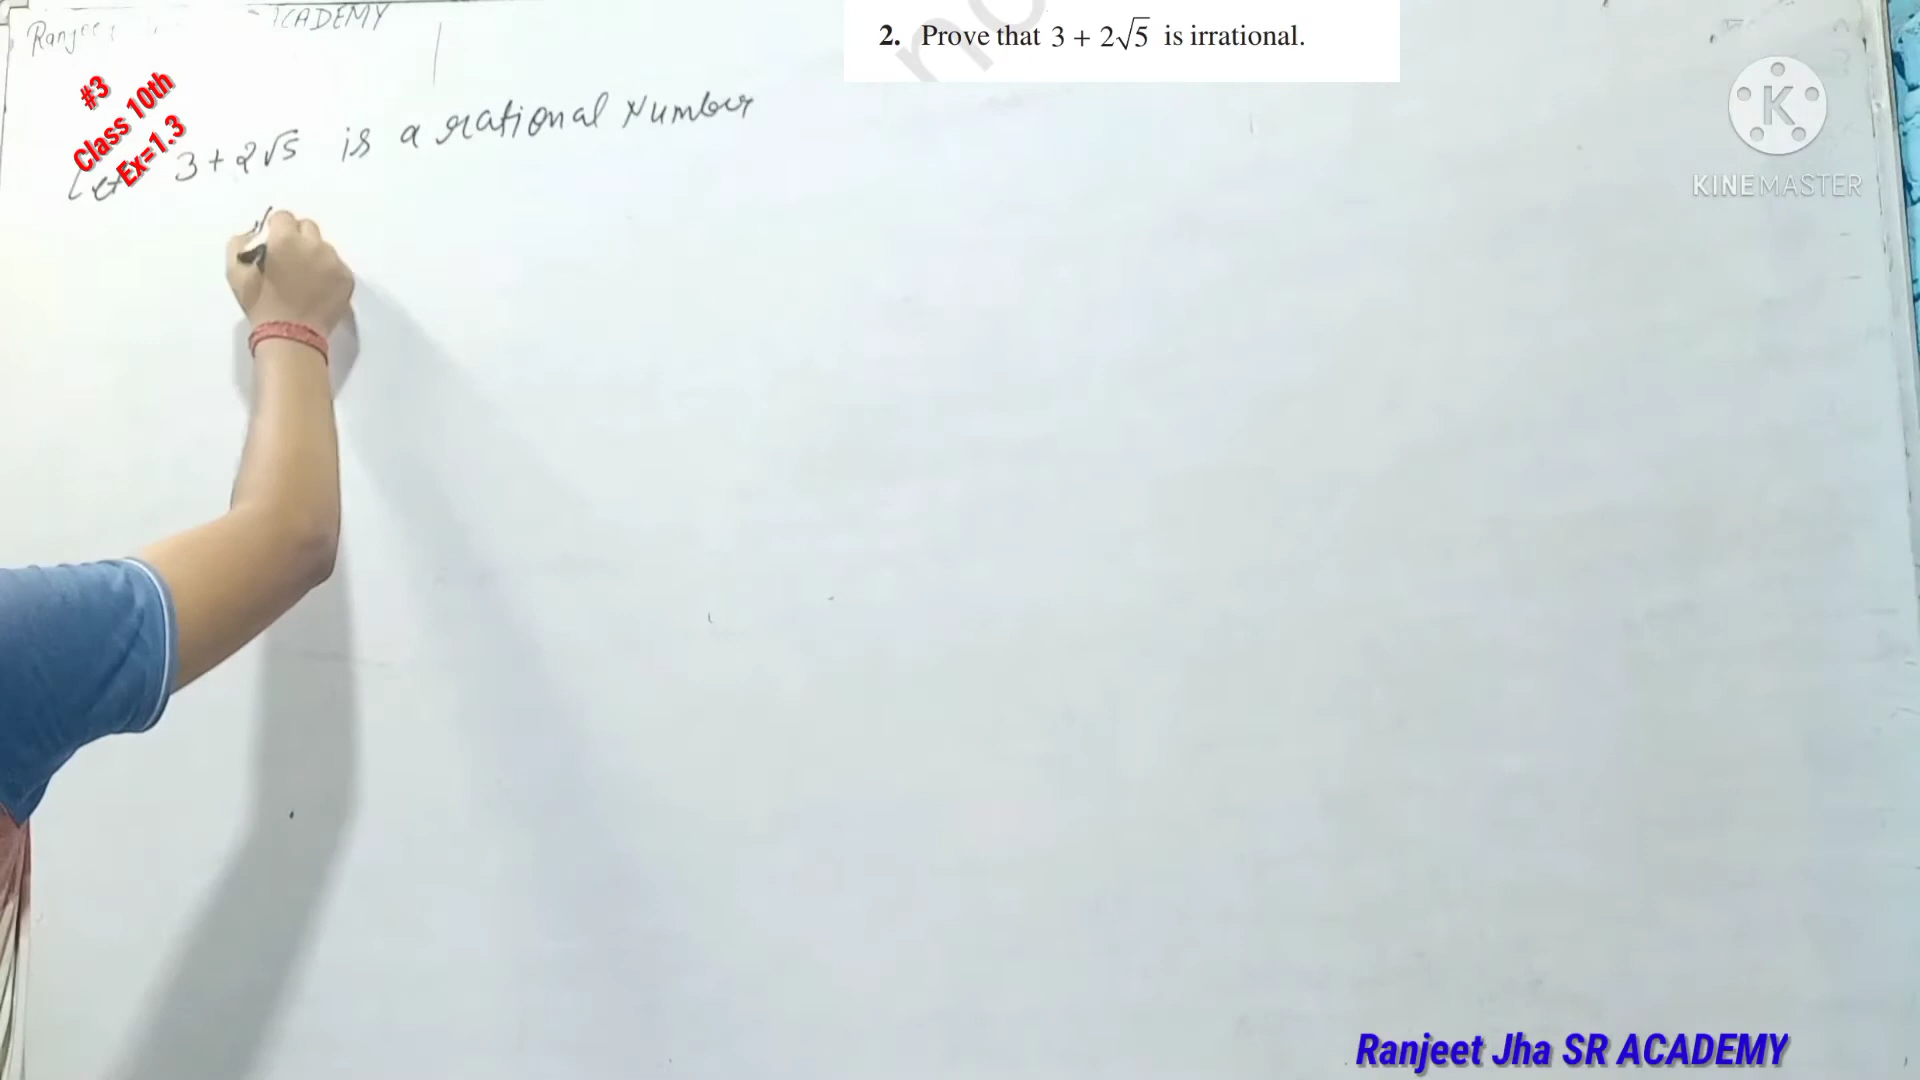 ACADEMY
2. Prove that 3 + 2√5 is irrational.
#3
Class 10th
Ex=1.3
Let 3 + 2√5 is a rational Number
KINEMASTER
Ranjeet Jha SR ACADEMY